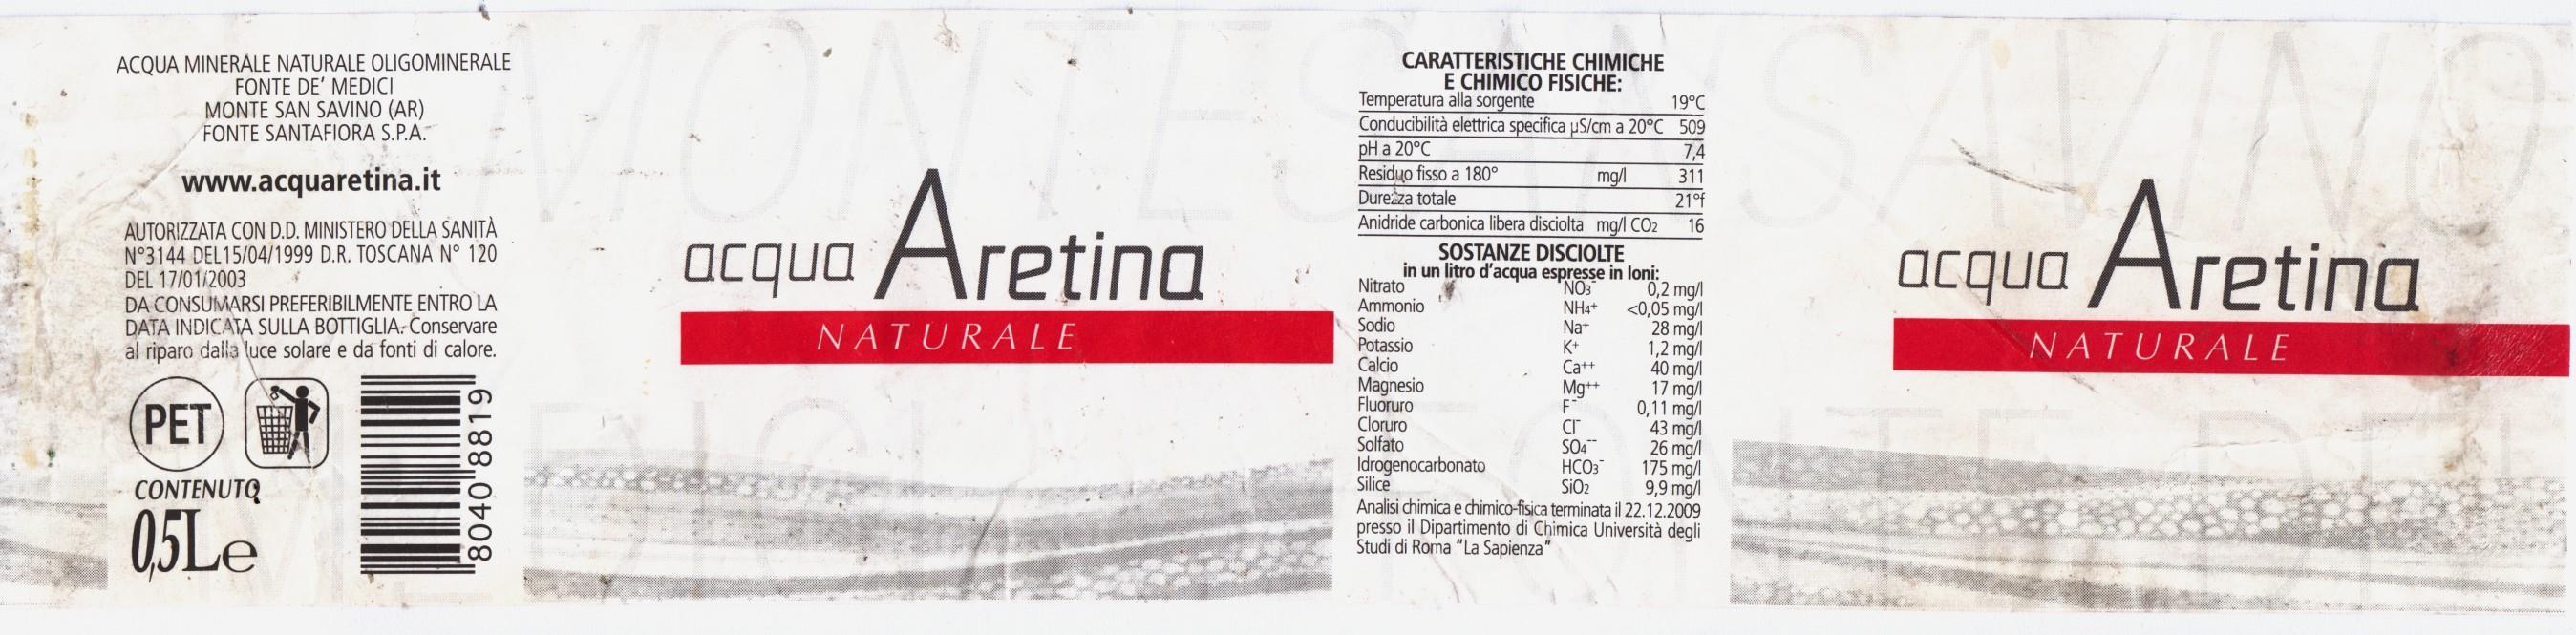 ACQUA MINERALE NATURALE OLIGOMINERALE
FONTE DE' MEDICI
MONTE SAN SAVINO (AR)
FONTE SANTAFIORA S.P.A.
www.acquaretina.it
AUTORIZZATA CON D.D. MINISTERO DELLA SANITÀ
N°3144 DEL15/04/1999 D.R. TOSCANA N° 120
DEL 17/01/2003
DA CONSUMARSI PREFERIBILMENTE ENTRO LA
DATA INDICATA SULLA BOTTIGLIA. Conservare
al riparo dalla luce solare e da fonti di calore.
PET
CONTENUTO
0,5L e
80408819
MONTE SAN SAVINO
acqua Aretina
NATURALE
CARATTERISTICHE CHIMICHE
E CHIMICO FISICHE:
Temperatura alla sorgente 19°C
Conducibilità elettrica specifica µS/cm a 20°C 509
pH a 20°C 7,4
Residuo fisso a 180° mg/l 311
Durezza totale 21°f
Anidride carbonica libera disciolta mg/l CO2 16
SOSTANZE DISCIOLTE
in un litro d'acqua espresse in Ioni:
Nitrato NO3⁻ 0,2 mg/l
Ammonio NH4+ <0,05 mg/l
Sodio Na+ 28 mg/l
Potassio K+ 1,2 mg/l
Calcio Ca++ 40 mg/l
Magnesio Mg++ 17 mg/l
Fluoruro F⁻ 0,11 mg/l
Cloruro Cl⁻ 43 mg/l
Solfato SO4⁻⁻ 26 mg/l
Idrogenocarbonato HCO3⁻ 175 mg/l
Silice SiO2 9,9 mg/l
Analisi chimica e chimico-fisica terminata il 22.12.2009
presso il Dipartimento di Chimica Università degli
Studi di Roma "La Sapienza"
acqua Aretina
NATURALE